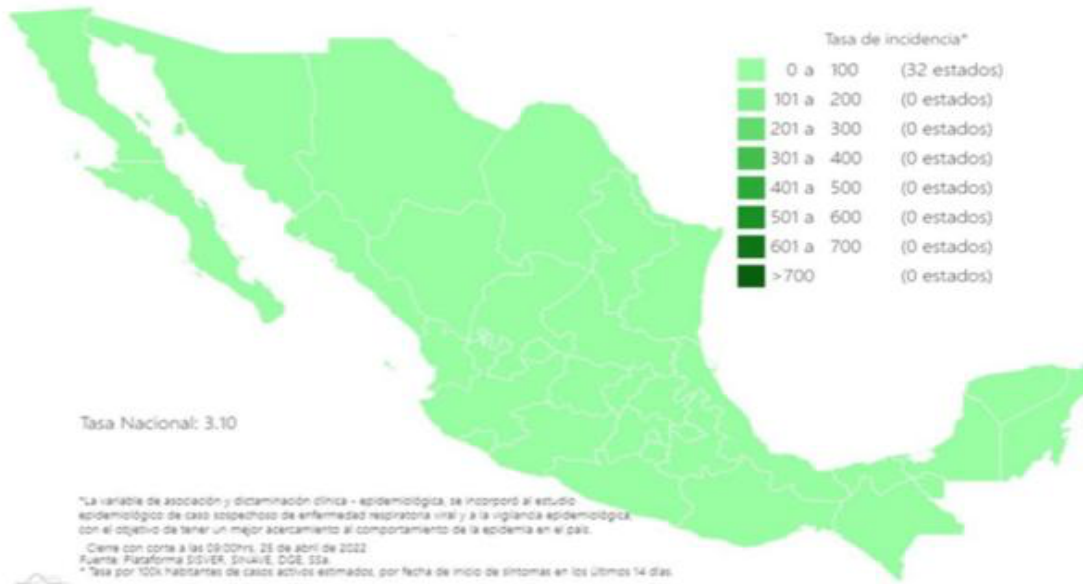 Tasa de incidencia*
0 a 100 (32 estados)
101 a 200 (0 estados)
201 a 300 (0 estados)
301 a 400 (0 estados)
401 a 500 (0 estados)
501 a 600 (0 estados)
601 a 700 (0 estados)
>700 (0 estados)
Tasa Nacional: 3.10
*La variable de asociación y dictaminación clínica - epidemiológica, se incorporó al estudio
epidemiológico de caso sospechoso de enfermedad respiratoria viral y a la vigilancia epidemiológica,
con el objetivo de tener un mejor acercamiento al comportamiento de la epidemia en el país.
Cierre con corte a las 09:00hrs, 25 de abril de 2022
Fuente: Plataforma SISVER, SINAVE, DGE, SSa.
* Tasa por 100k habitantes de casos activos estimados, por fecha de inicio de síntomas en los últimos 14 días.